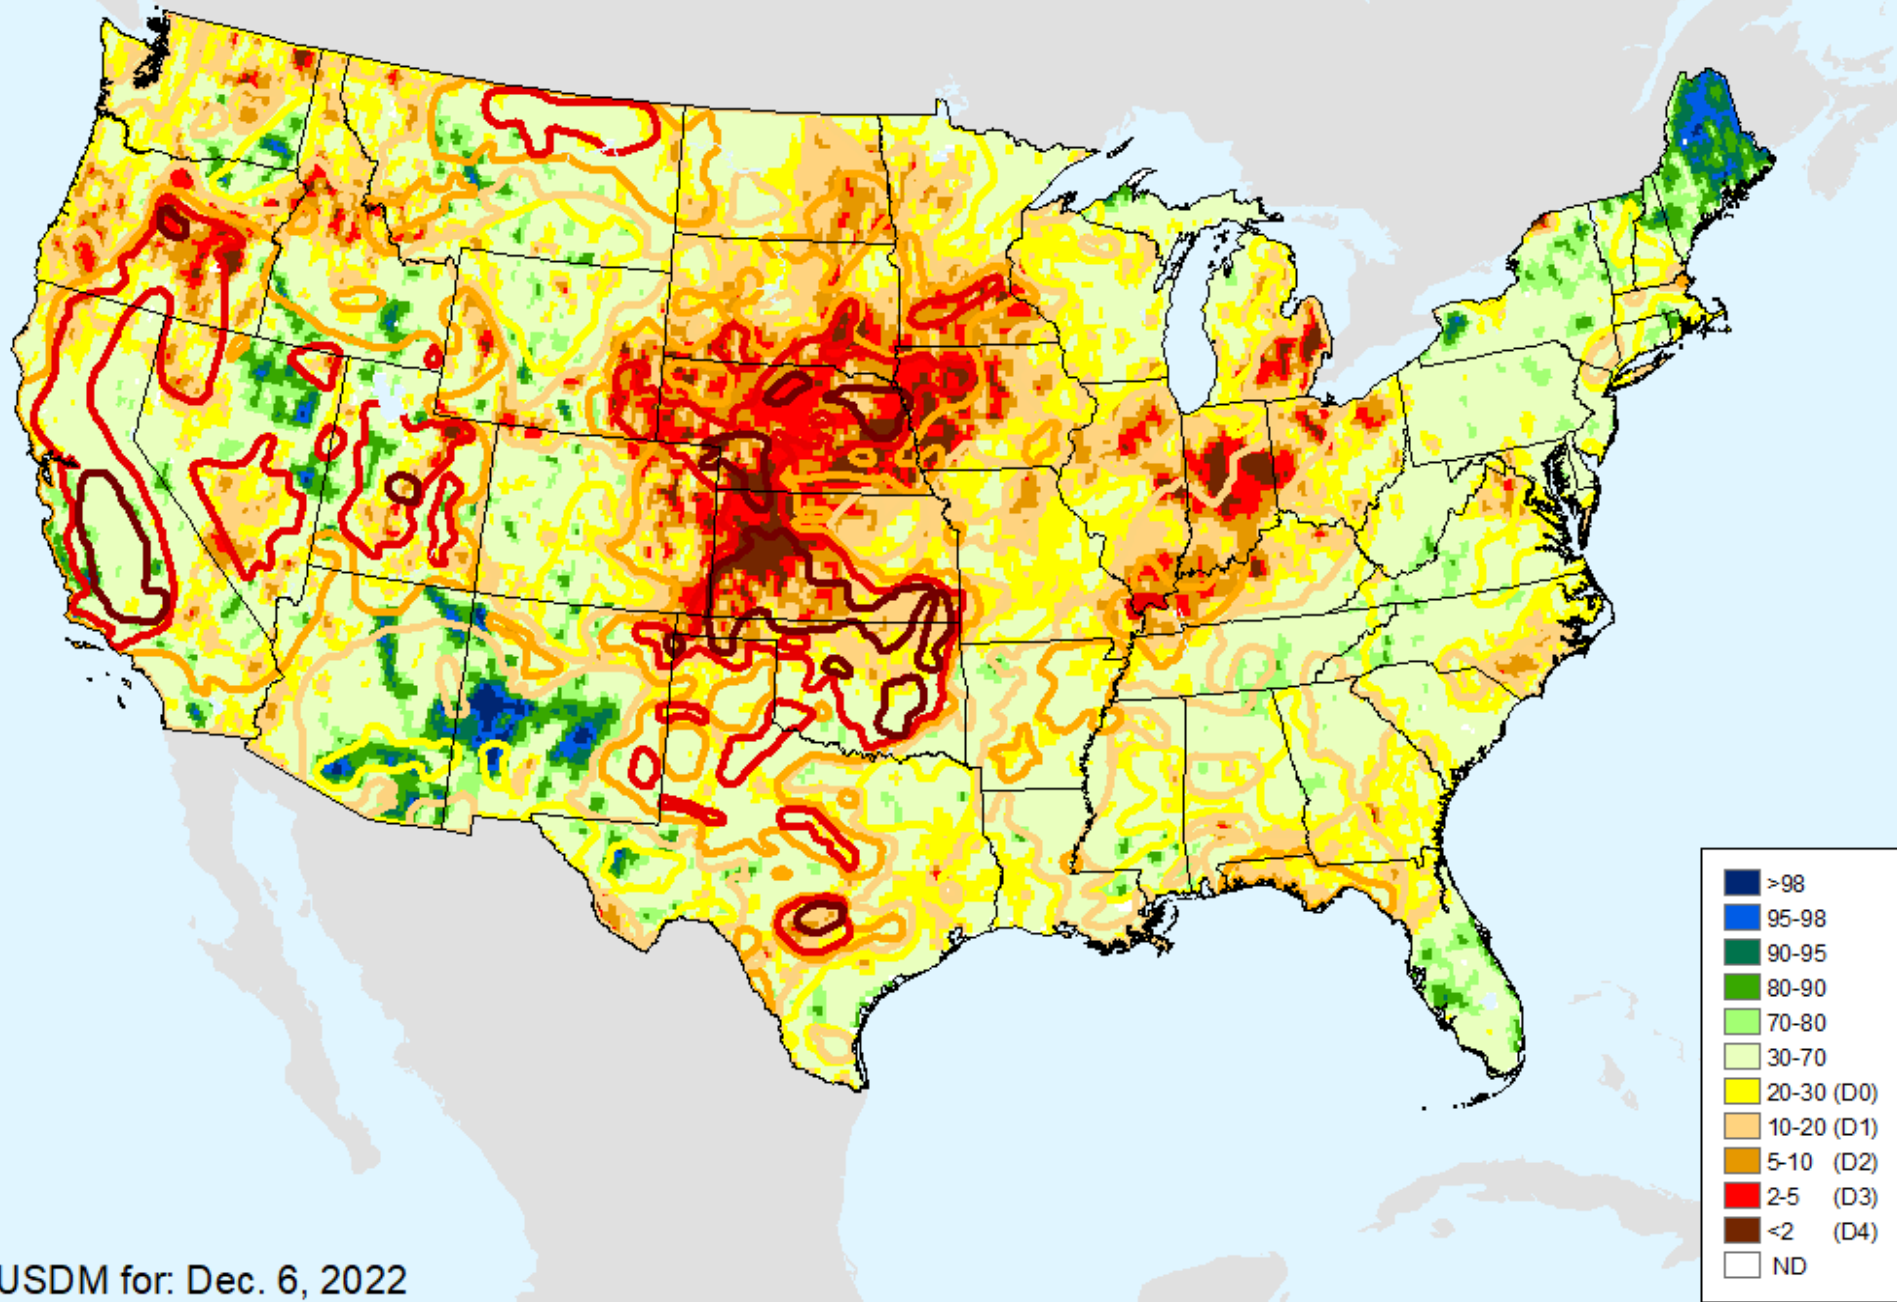 >98
95-98
90-95
80-90
70-80
30-70
20-30 (D0)
10-20 (D1)
5-10 (D2)
2-5 (D3)
<2 (D4)
ND
USDM for: Dec. 6, 2022